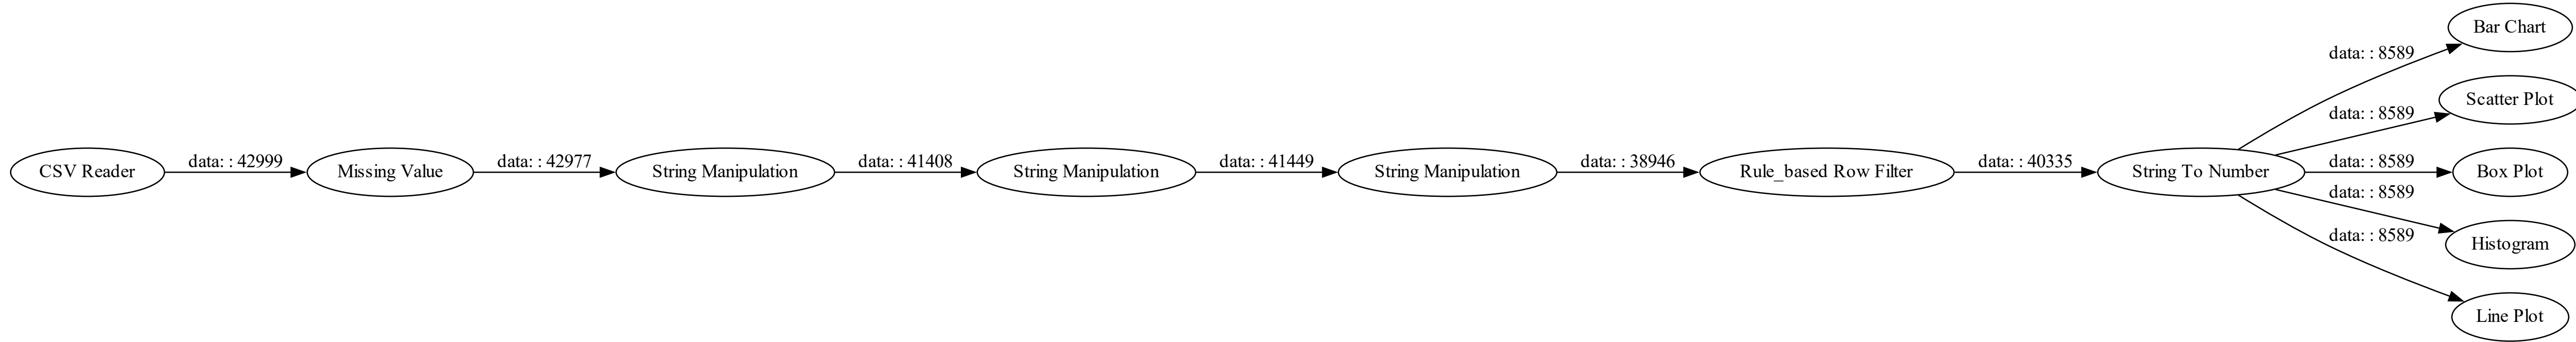 CSV Reader
data: : 42999
Missing Value
data: : 42977
String Manipulation
data: : 41408
String Manipulation
data: : 41449
String Manipulation
data: : 38946
Rule_based Row Filter
data: : 40335
String To Number
data: : 8589
Bar Chart
data: : 8589
Scatter Plot
data: : 8589
Box Plot
data: : 8589
Histogram
data: : 8589
Line Plot